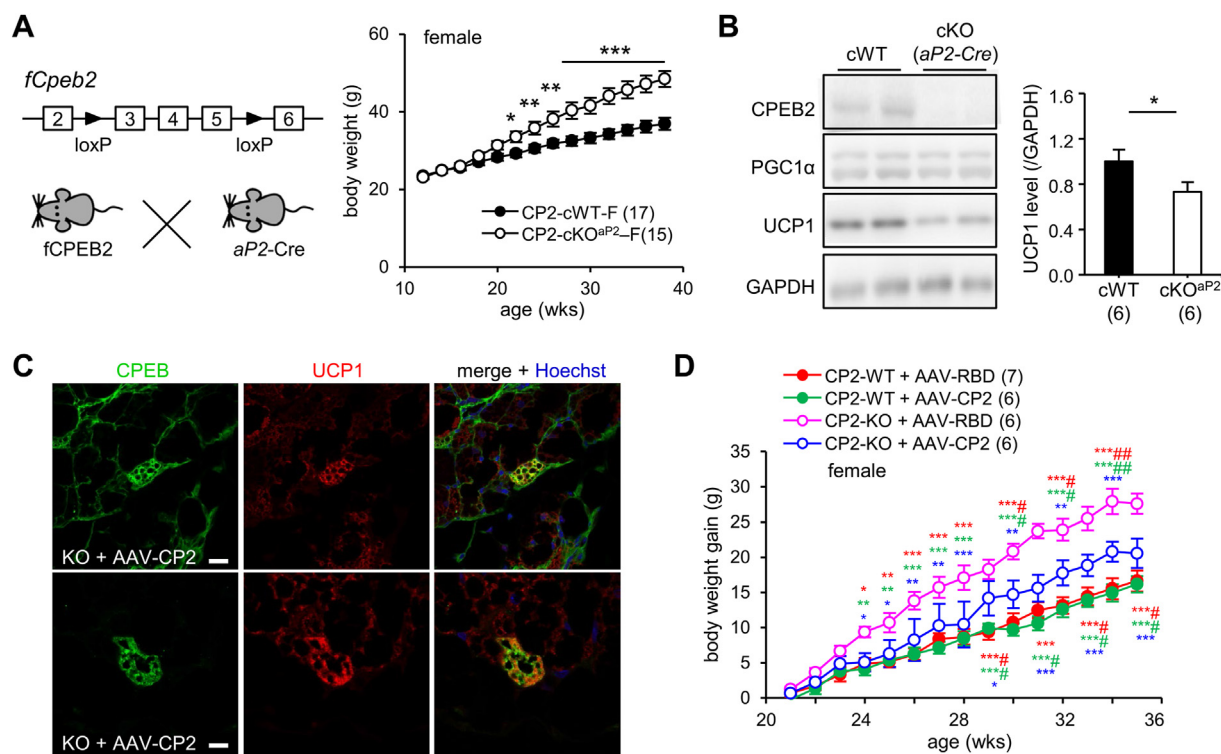 A
fCpeb2
2
3
4
5
6
loxP
loxP
fCPEB2
aP2-Cre
female
***
**
**
*
body weight (g)
60
40
20
0
CP2-cWT-F (17)
CP2-cKOaP2–F(15)
10
20
30
40
age (wks)
B
cKO
cWT
(aP2-Cre)
CPEB2
PGC1α
UCP1
GAPDH
UCP1 level (/GAPDH)
1.6
1.2
0.8
0.4
0.0
*
cWT
cKOaP2
(6)
(6)
C
CPEB
UCP1
merge + Hoechst
KO + AAV-CP2
KO + AAV-CP2
D
CP2-WT + AAV-RBD (7)
CP2-WT + AAV-CP2 (6)
CP2-KO + AAV-RBD (6)
CP2-KO + AAV-CP2 (6)
female
body weight gain (g)
35
30
25
20
15
10
5
0
*
**
*
**
**
*
***
***
**
***
***
**
***
***
***
***#
***#
*
***#
***#
**
***
***#
***
***#
***#
**
***#
***#
***
***##
***##
***
***#
***#
***
20
24
28
32
36
age (wks)